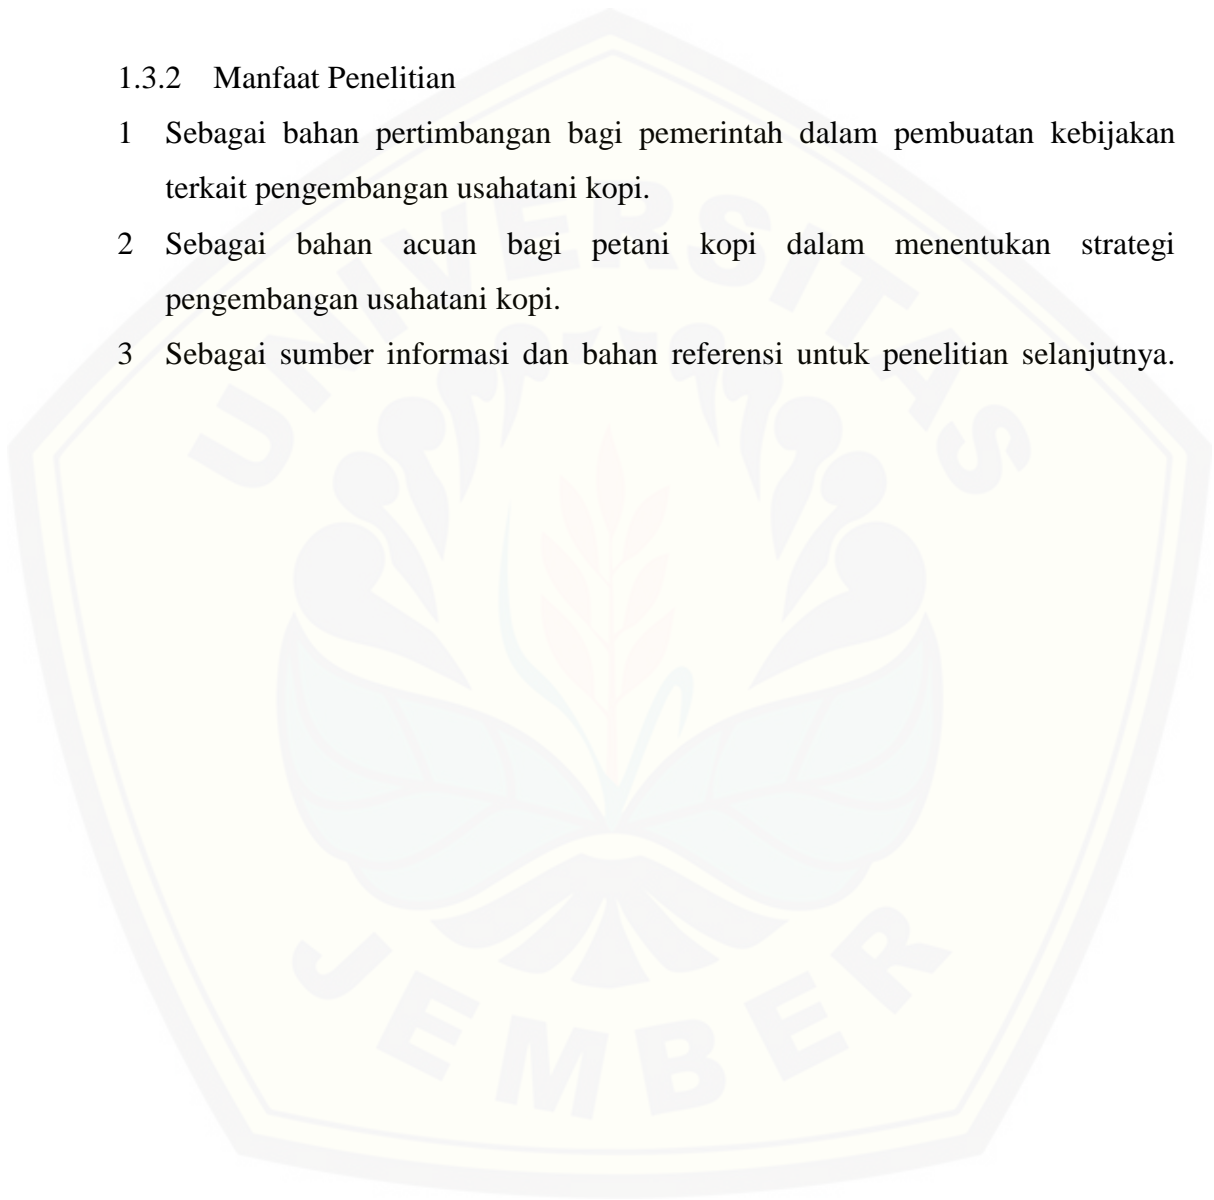 1.3.2 Manfaat Penelitian
1 Sebagai bahan pertimbangan bagi pemerintah dalam pembuatan kebijakan
terkait pengembangan usahatani kopi.
2 Sebagai bahan acuan bagi petani kopi dalam menentukan strategi
pengembangan usahatani kopi.
3 Sebagai sumber informasi dan bahan referensi untuk penelitian selanjutnya.
UNIVERSITAS
JEMBER